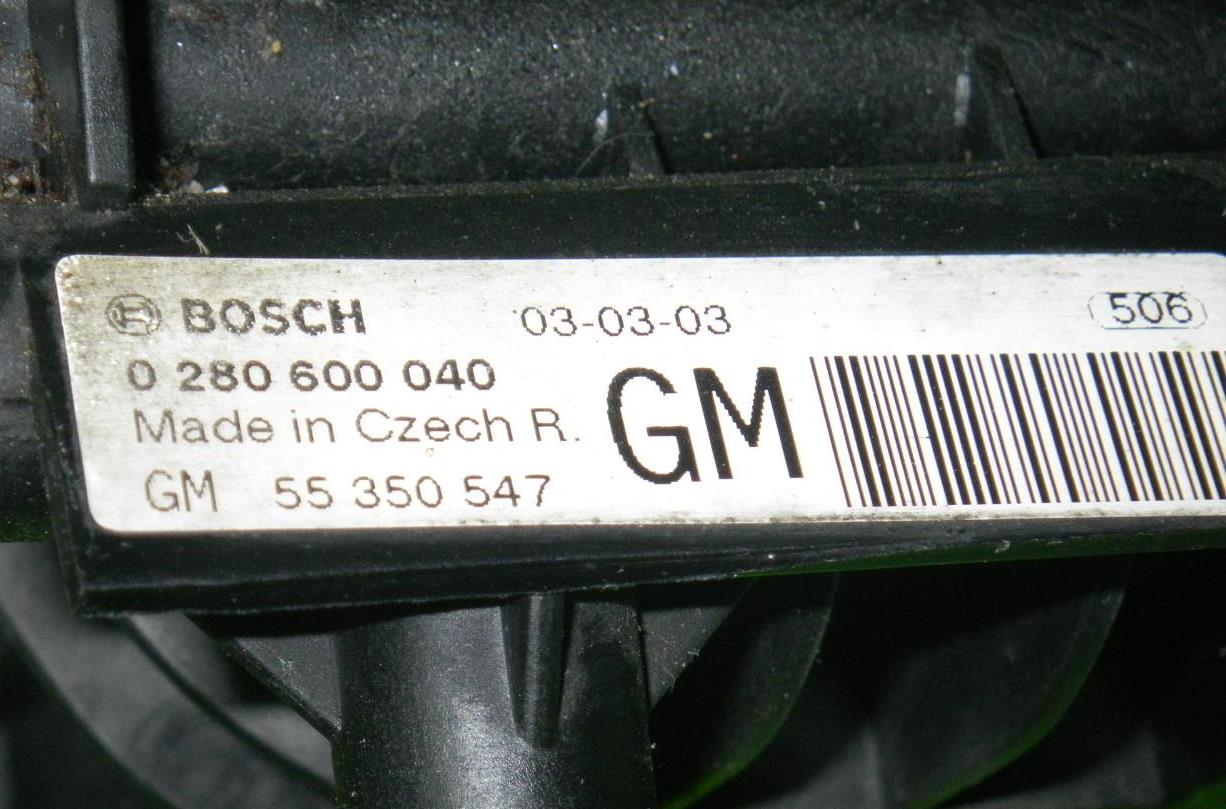 BOSCH 03-03-03 506
0 280 600 040
Made in Czech R. GM
GM 55 350 547